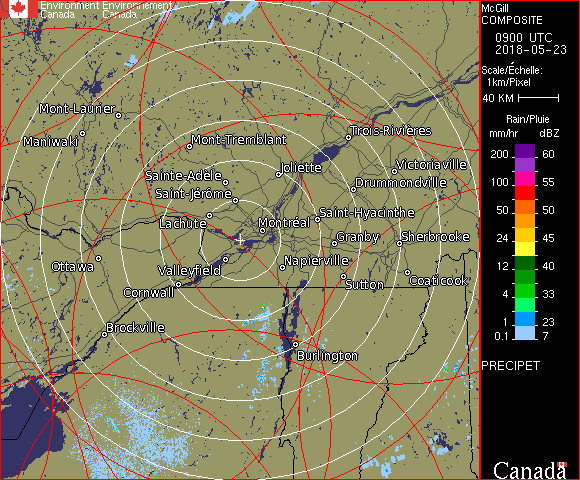 Environment Environnement
Canada Canada
McGill
COMPOSITE
0900 UTC
2018-05-23
Scale/Échelle:
1km/Pixel
40 KM
Rain/Pluie
mm/hr dBZ
200 60
155
100 55
50 50
24 45
12 40
8 33
4 33
1 23
0.1 7
PRECIPET
Canada
Mont-Laurier
Maniwaki
Mont-Tremblant
Trois-Rivières
Joliette
Victoriaville
Sainte-Adèle
Drummondville
Saint-Jérôme
Lachute
Montréal
Saint-Hyacinthe
Granby
Sherbrooke
Ottawa
Valleyfield
Napierville
Cornwall
Sutton
Coaticook
Brockville
Burlington